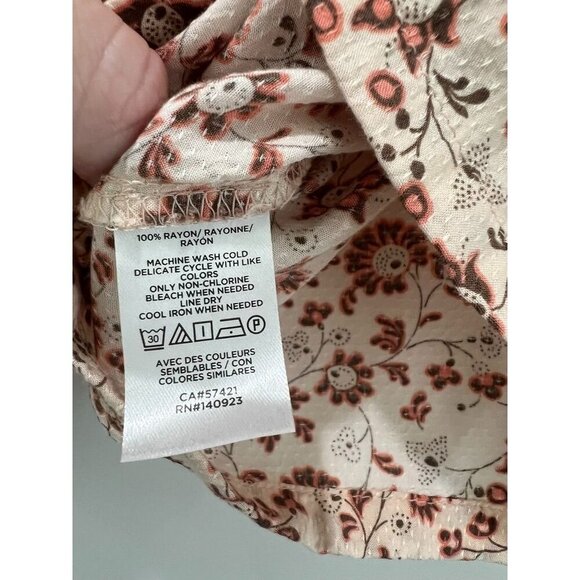 100% RAYON/ RAYONNE/
RAYÓN
MACHINE WASH COLD
DELICATE CYCLE WITH LIKE
COLORS
ONLY NON-CHLORINE
BLEACH WHEN NEEDED
LINE DRY
COOL IRON WHEN NEEDED
30 P
AVEC DES COULEURS
SEMBLABLES / CON
COLORES SIMILARES
CA#57421
RN#140923